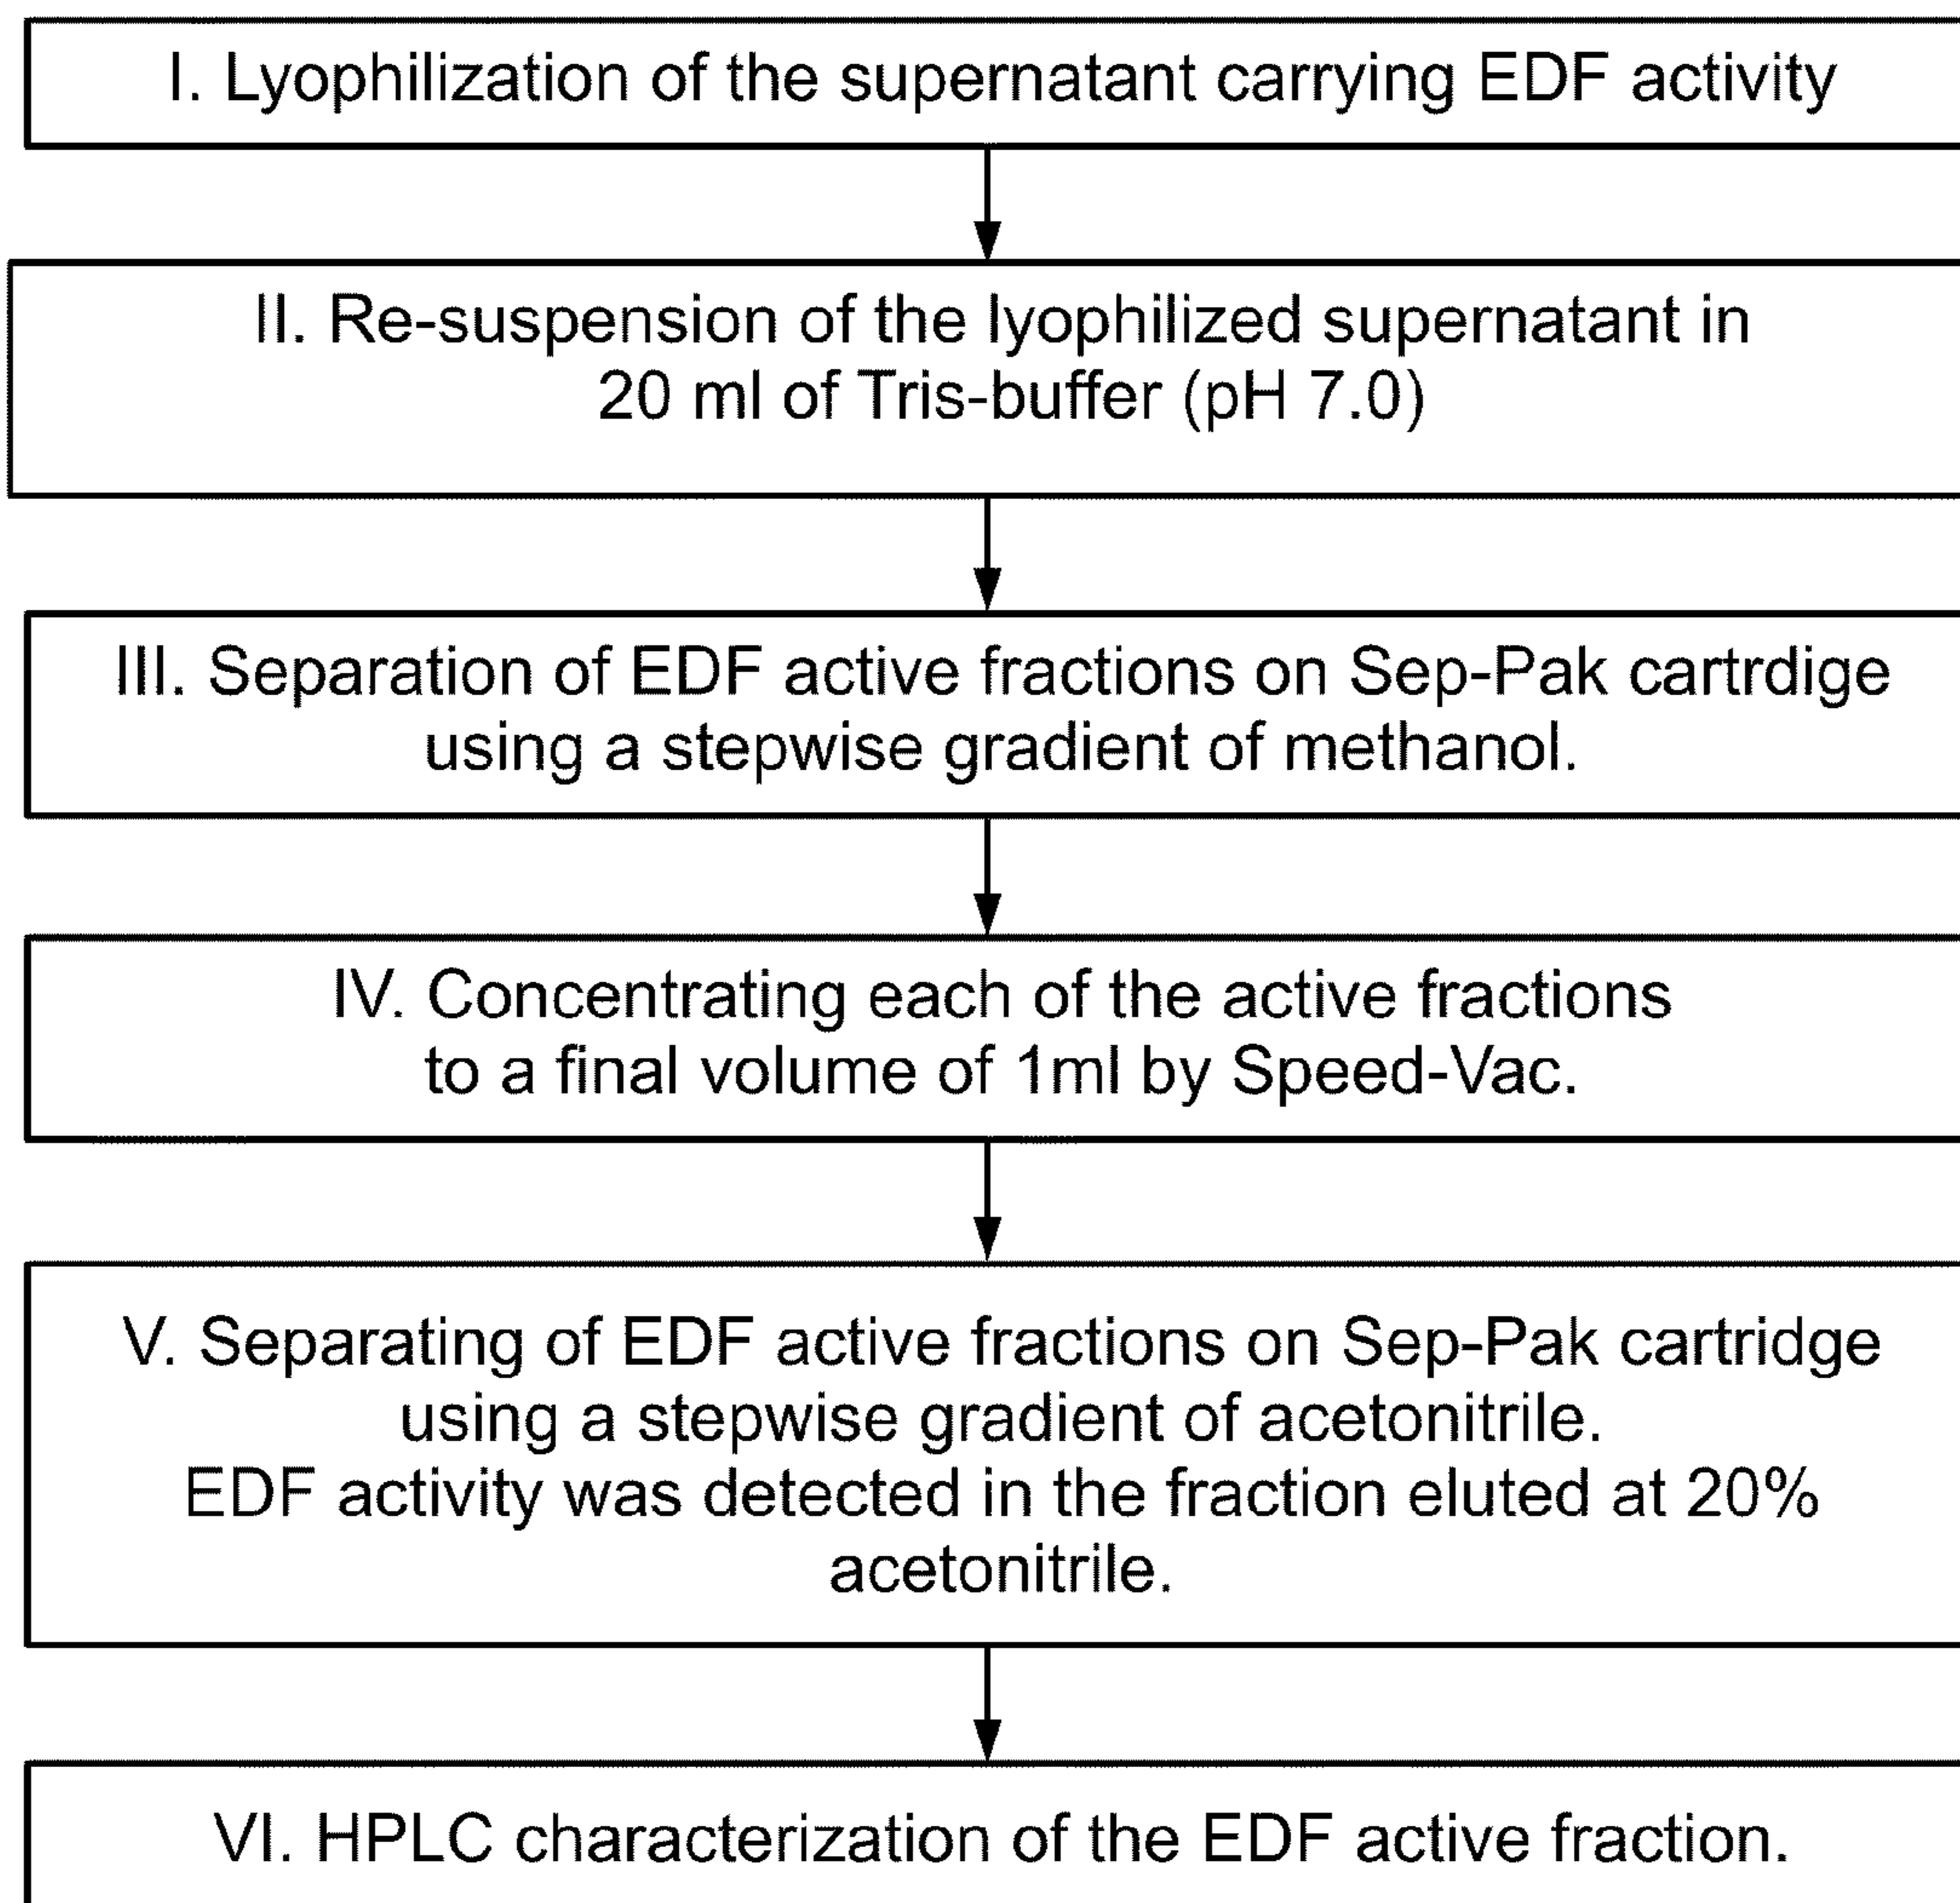 I. Lyophilization of the supernatant carrying EDF activity
II. Re-suspension of the lyophilized supernatant in
20 ml of Tris-buffer (pH 7.0)
III. Separation of EDF active fractions on Sep-Pak cartrdige
using a stepwise gradient of methanol.
IV. Concentrating each of the active fractions
to a final volume of 1ml by Speed-Vac.
V. Separating of EDF active fractions on Sep-Pak cartridge
using a stepwise gradient of acetonitrile.
EDF activity was detected in the fraction eluted at 20%
acetonitrile.
VI. HPLC characterization of the EDF active fraction.